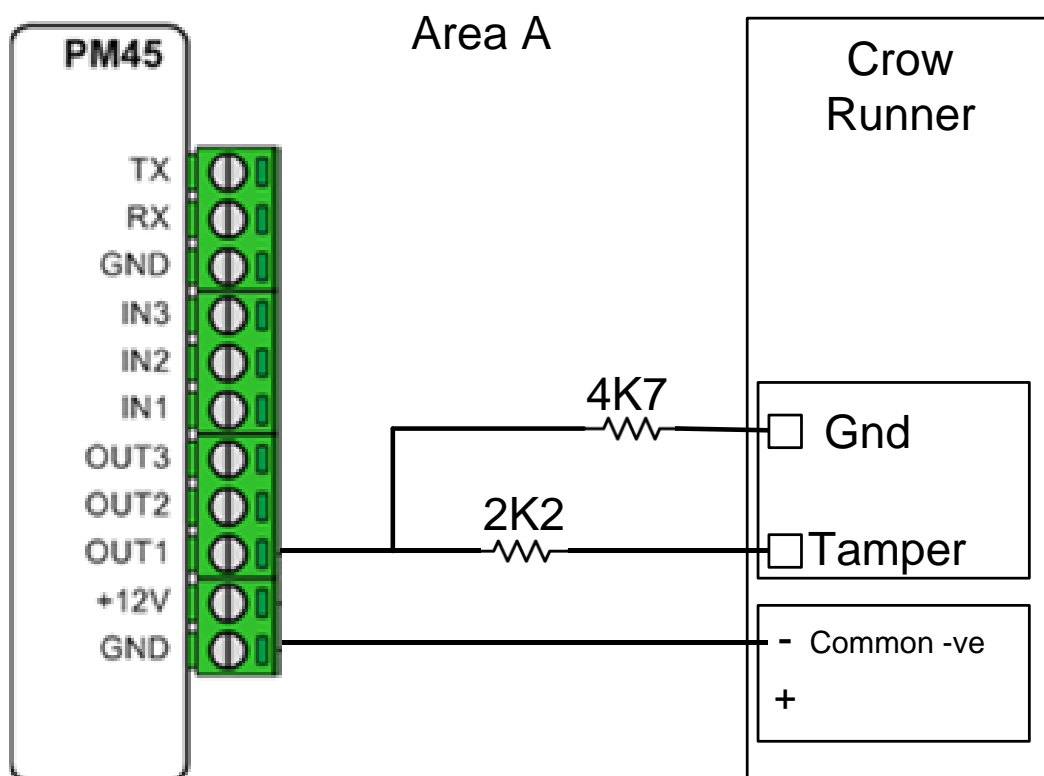 Area A
PM45
TX
RX
GND
IN3
IN2
IN1
OUT3
OUT2
OUT1
+12V
GND
4K7
2K2
Crow
Runner
Gnd
Tamper
- Common -ve
+